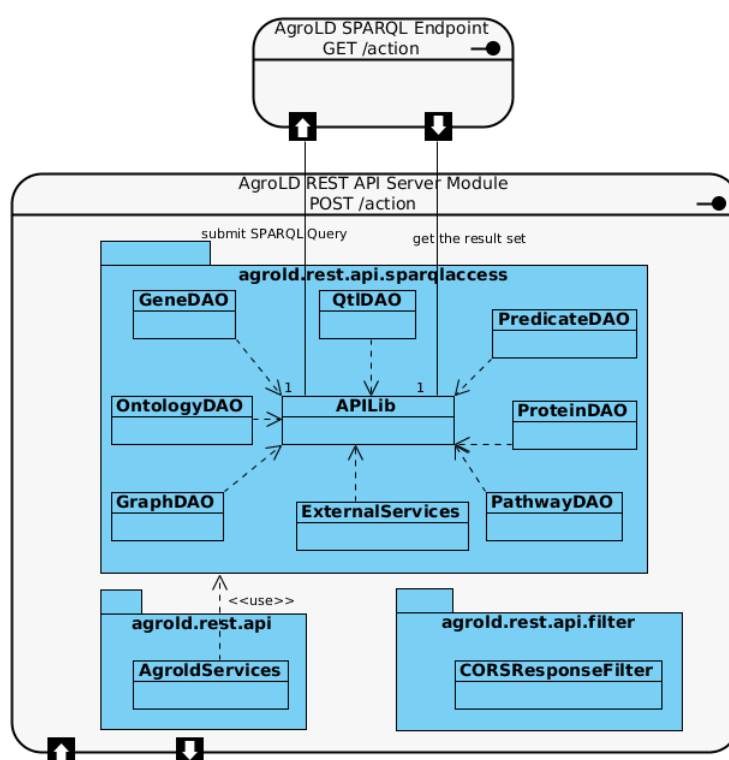 AgroLD SPARQL Endpoint
GET /action
AgroLD REST API Server Module
POST /action
submit SPARQL Query
get the result set
agrold.rest.api.sparqlaccess
GeneDAO
QtlDAO
PredicateDAO
1
1
OntologyDAO
APILib
ProteinDAO
GraphDAO
ExternalServices
PathwayDAO
<<use>>
agrold.rest.api
agrold.rest.api.filter
AgroldServices
CORSResponseFilter